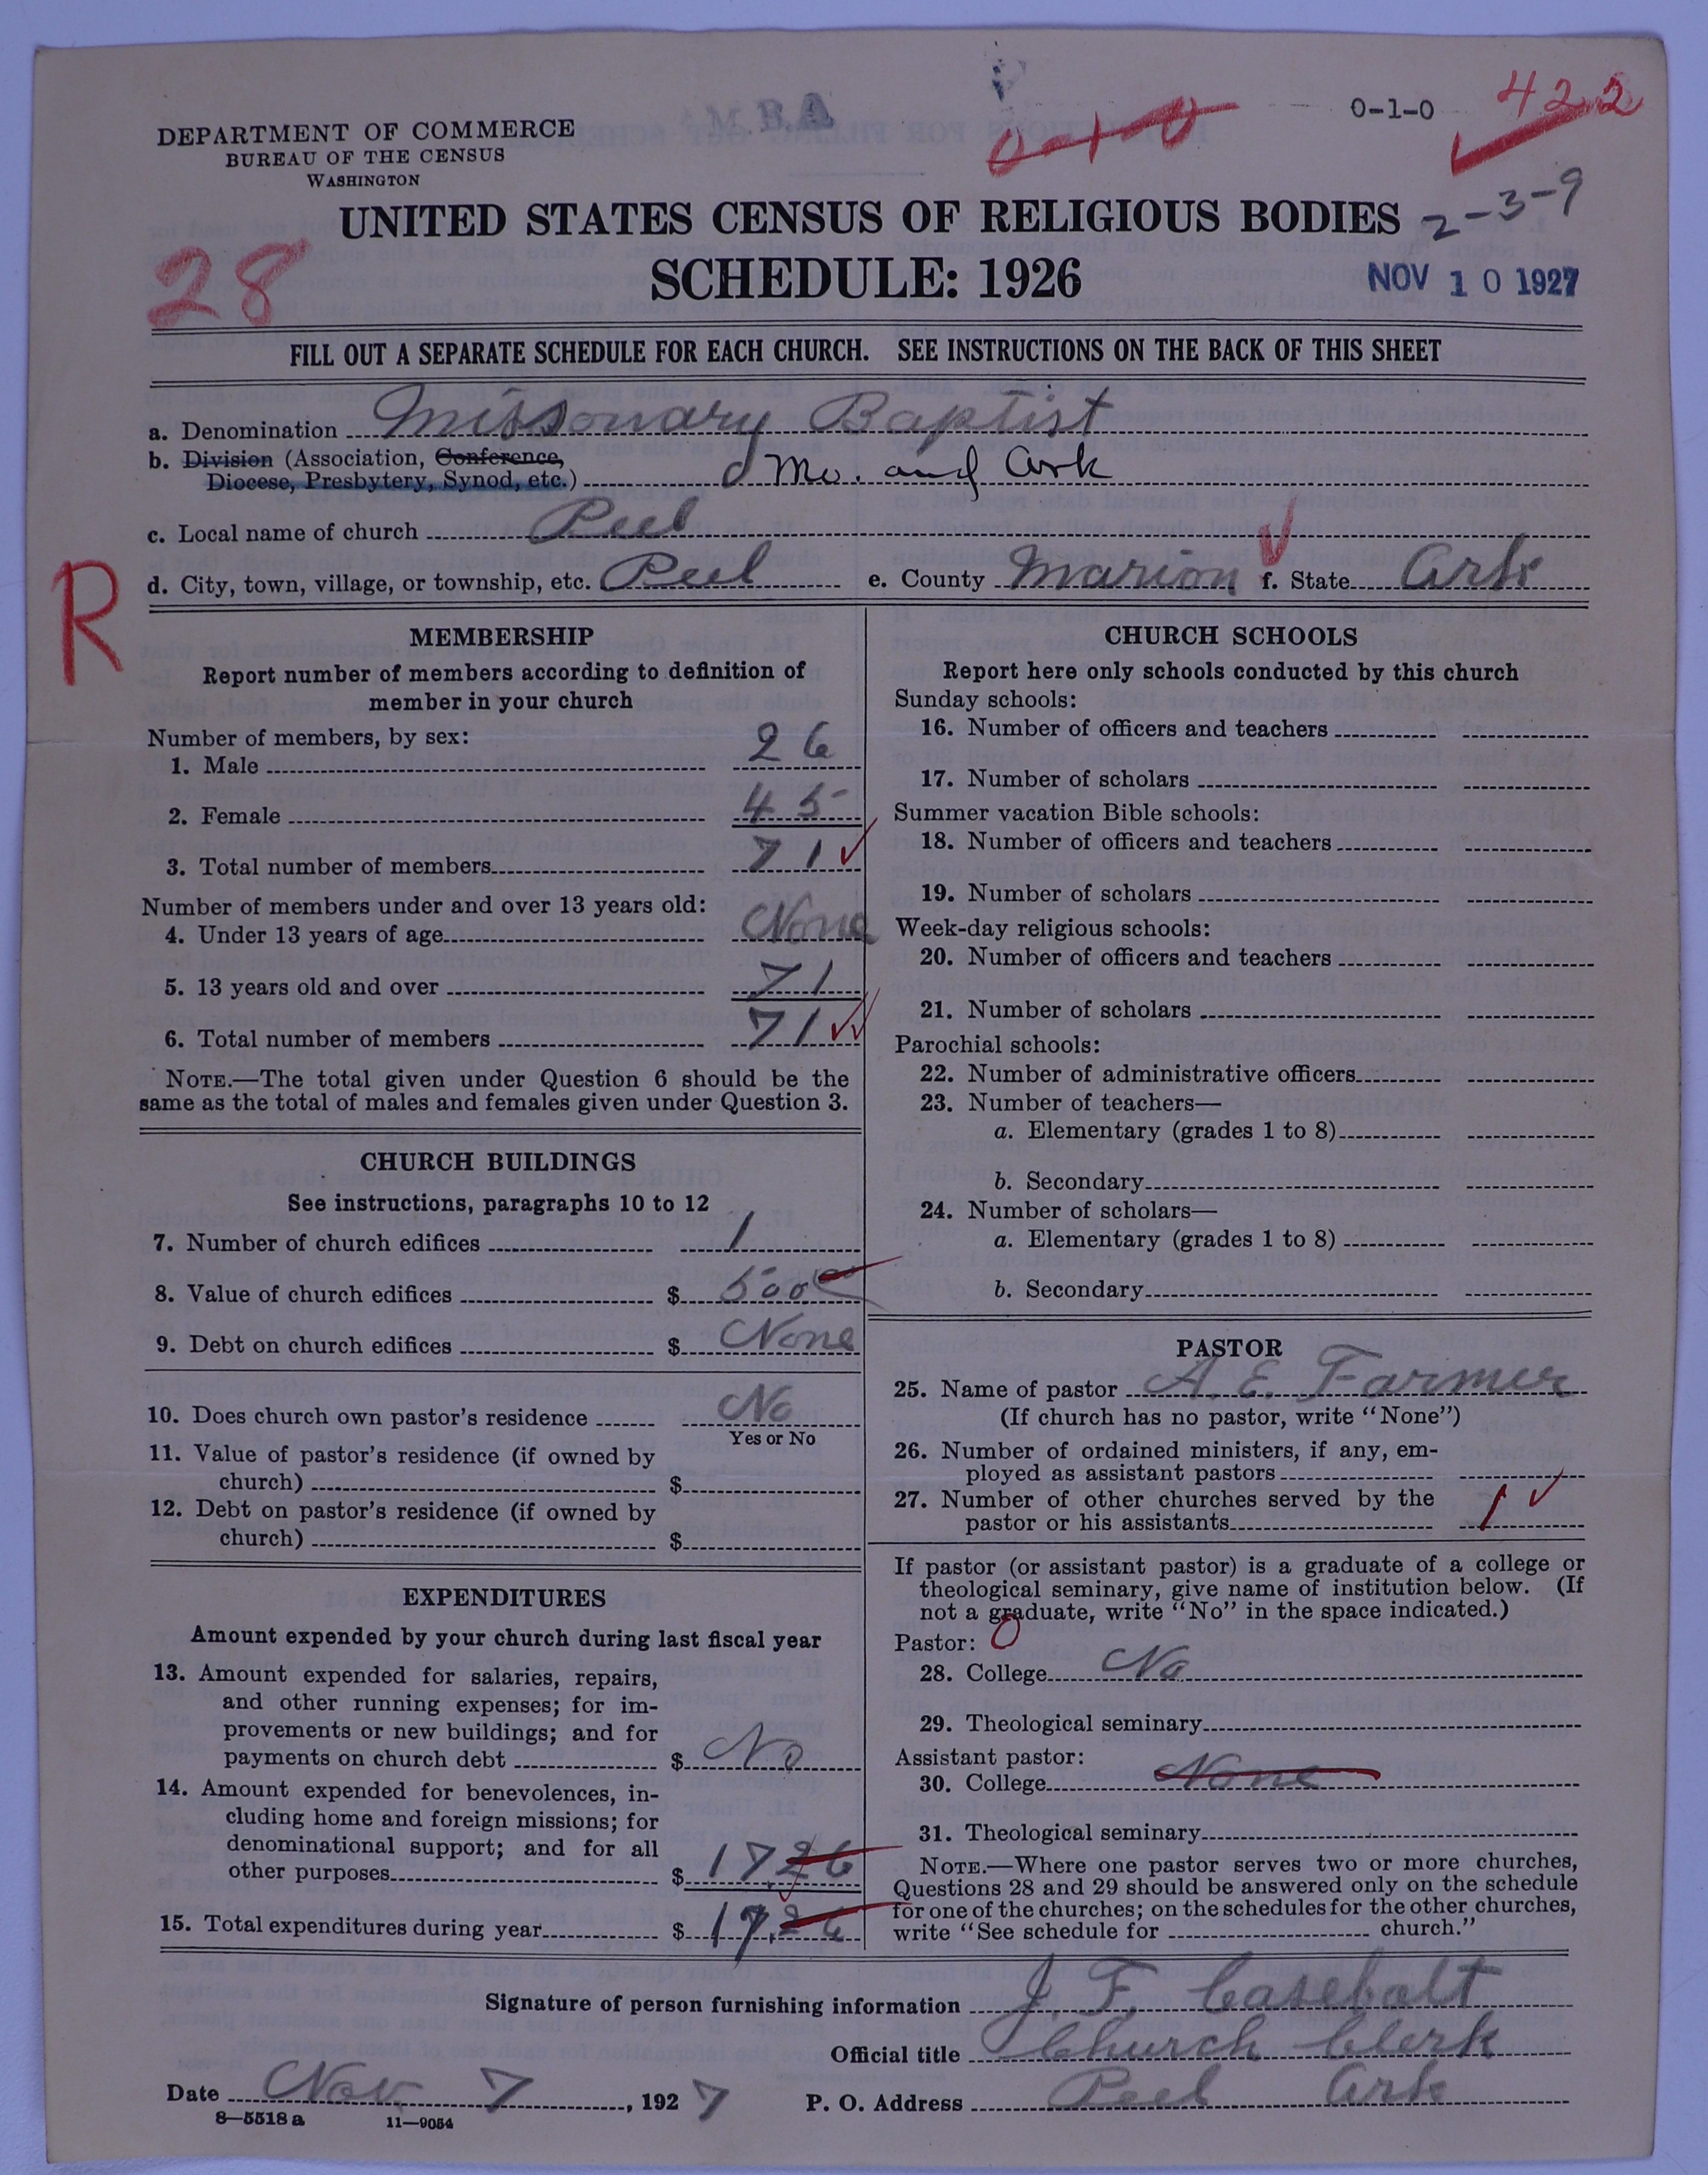 A.B.A
0-1-0
0-1-0
422
DEPARTMENT OF COMMERCE
BUREAU OF THE CENSUS
WASHINGTON
UNITED STATES CENSUS OF RELIGIOUS BODIES
2-3-9
SCHEDULE: 1926
28
NOV 10 1927
FILL OUT A SEPARATE SCHEDULE FOR EACH CHURCH. SEE INSTRUCTIONS ON THE BACK OF THIS SHEET
a. Denomination Missonary Baptist
b. Division (Association, Conference,
Diocese, Presbytery, Synod, etc.) Mo. and Ark
c. Local name of church Peel
R
d. City, town, village, or township, etc. Peel e. County Marion f. State Ark
MEMBERSHIP
Report number of members according to definition of
member in your church
Number of members, by sex:
1. Male 26
2. Female 45
3. Total number of members 71
Number of members under and over 13 years old:
4. Under 13 years of age None
5. 13 years old and over 71
6. Total number of members 71
NOTE.—The total given under Question 6 should be the
same as the total of males and females given under Question 3.
CHURCH BUILDINGS
See instructions, paragraphs 10 to 12
7. Number of church edifices 1
8. Value of church edifices $ 500 00
9. Debt on church edifices $ None
10. Does church own pastor's residence No
Yes or No
11. Value of pastor's residence (if owned by
church) $
12. Debt on pastor's residence (if owned by
church) $
EXPENDITURES
Amount expended by your church during last fiscal year
13. Amount expended for salaries, repairs,
and other running expenses; for im-
provements or new buildings; and for
payments on church debt $ No
14. Amount expended for benevolences, in-
cluding home and foreign missions; for
denominational support; and for all
other purposes $ 17.26
15. Total expenditures during year $ 17.26
CHURCH SCHOOLS
Report here only schools conducted by this church
Sunday schools:
16. Number of officers and teachers
17. Number of scholars
Summer vacation Bible schools:
18. Number of officers and teachers
19. Number of scholars
Week-day religious schools:
20. Number of officers and teachers
21. Number of scholars
Parochial schools:
22. Number of administrative officers
23. Number of teachers—
a. Elementary (grades 1 to 8)
b. Secondary
24. Number of scholars—
a. Elementary (grades 1 to 8)
b. Secondary
PASTOR
25. Name of pastor A. E. Farmer
(If church has no pastor, write "None")
26. Number of ordained ministers, if any, em-
ployed as assistant pastors
27. Number of other churches served by the
pastor or his assistants 1
If pastor (or assistant pastor) is a graduate of a college or
theological seminary, give name of institution below. (If
not a graduate, write "No" in the space indicated.)
Pastor: 0
28. College No
29. Theological seminary
Assistant pastor:
30. College None
31. Theological seminary
NOTE.—Where one pastor serves two or more churches,
Questions 28 and 29 should be answered only on the schedule
for one of the churches; on the schedules for the other churches,
write "See schedule for church."
Signature of person furnishing information J. F. Casebolt
Official title Church Clerk
Date Nov. 7, 1927 P. O. Address Peel Ark
8—5518 a 11—9054